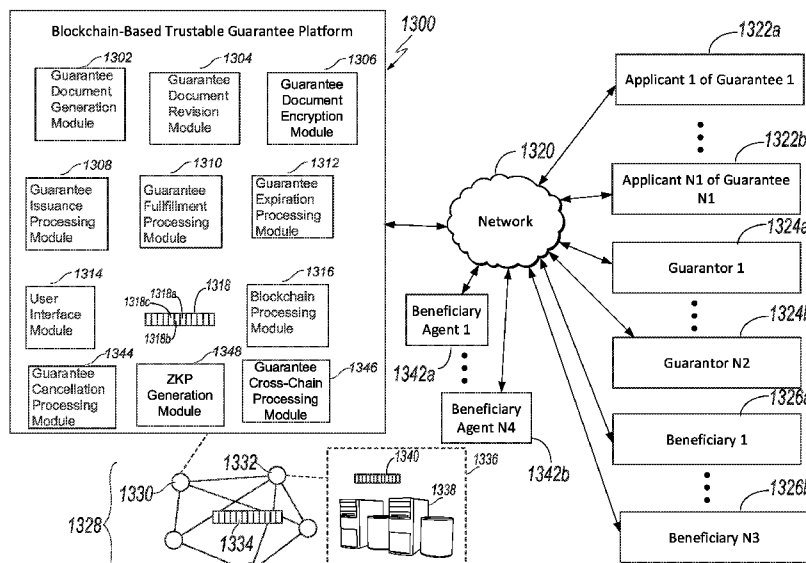 Blockchain-Based Trustable Guarantee Platform
1300
1302
Guarantee
Document
Generation
Module
1304
Guarantee
Document
Revision
Module
1306
Guarantee
Document
Encryption
Module
1308
Guarantee
Issuance
Processing
Module
1310
Guarantee
Fullfillment
Processing
Module
1312
Guarantee
Expiration
Processing
Module
1314
User
Interface
Module
1318
1318a
1318c
1318b
1316
Blockchain
Processing
Module
1344
Guarantee
Cancellation
Processing
Module
1348
ZKP
Generation
Module
1346
Guarantee
Cross-Chain
Processing
Module
1320
Network
1322a
Applicant 1 of Guarantee 1
1322b
Applicant N1 of Guarantee
N1
1324a
Guarantor 1
1324b
Guarantor N2
1326a
Beneficiary 1
1326b
Beneficiary N3
Beneficiary
Agent 1
1342a
Beneficiary
Agent N4
1342b
1328
1330
1332
1334
1336
1340
1338